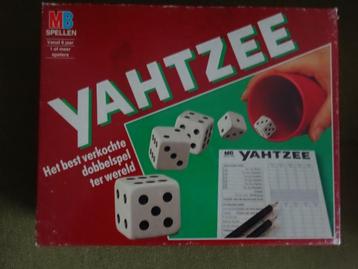 MB
SPELLEN
Vanaf 8 jaar
1 of meer
spelers
YAHTZEE
Het best verkochte
dobbelspel
ter wereld
MB
YAHTZEE